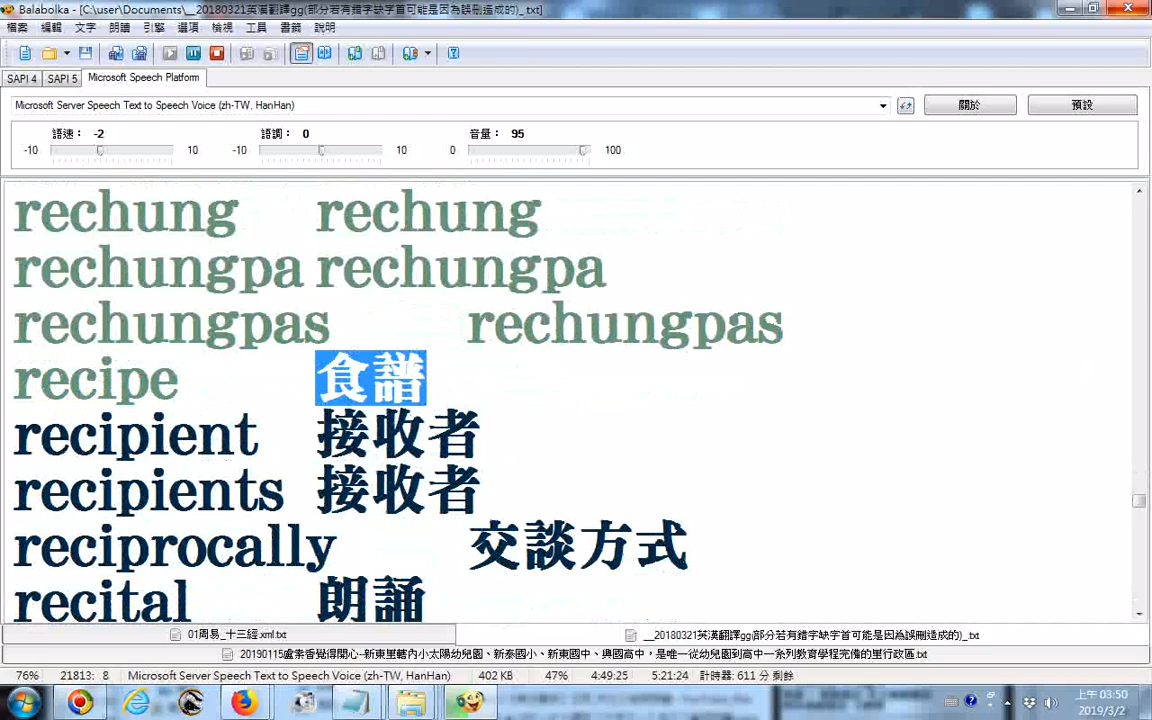 Balabolka - [C:\user\Documents\__20180321英漢翻譯gg(部分若有錯字缺字首可能是因為誤刪造成的)_.txt]
檔案 編輯 文字 朗讀 引擎 選項 檢視 工具 書籤 說明
SAPI 4 SAPI 5 Microsoft Speech Platform
Microsoft Server Speech Text to Speech Voice (zh-TW, HanHan) 關於 預設
語速： -2 語調： 0 音量： 95
-10 10 -10 10 0 100
rechung rechung
rechungpa rechungpa
rechungpas rechungpas
recipe 食譜
recipient 接收者
recipients 接收者
reciprocally 交談方式
recital 朗誦
01周易_十三經.xml.txt __20180321英漢翻譯gg(部分若有錯字缺字首可能是因為誤刪造成的)_.txt
20190115盧素香覺得開心-新東里轄內小太陽幼兒園、新泰國小、新東國中、興國高中，是唯一從幼兒園到高中一系列教育學程完備的里行政區.txt
76% 21813: 8 Microsoft Server Speech Text to Speech Voice (zh-TW, HanHan) 402 KB 47% 4:49:25 5:21:24 計時器: 611 分 剩餘
上午 03:50
2019/3/2